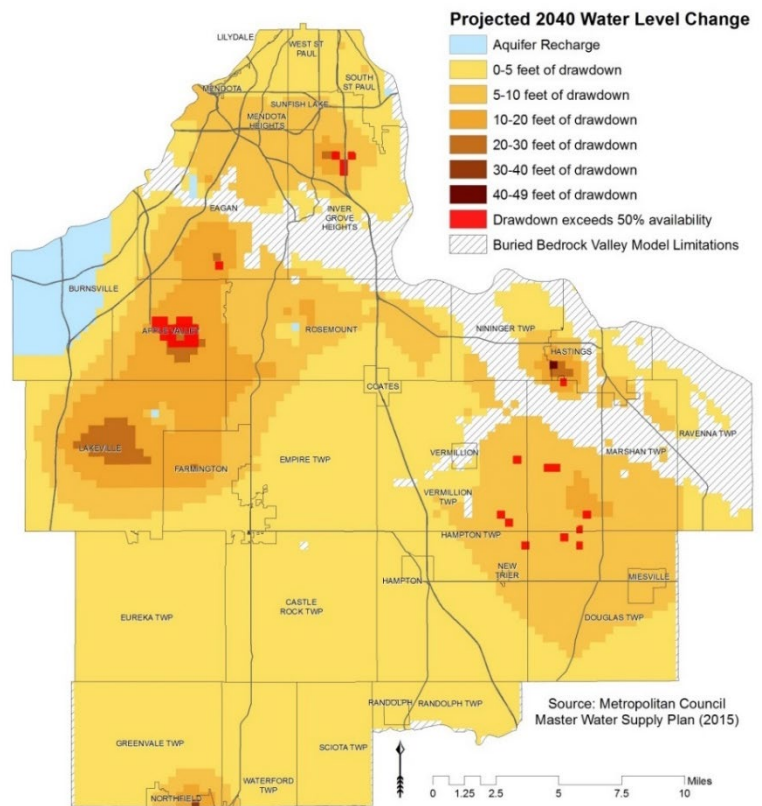 Projected 2040 Water Level Change
Aquifer Recharge
0-5 feet of drawdown
5-10 feet of drawdown
10-20 feet of drawdown
20-30 feet of drawdown
30-40 feet of drawdown
40-49 feet of drawdown
Drawdown exceeds 50% availability
Buried Bedrock Valley Model Limitations
LILYDALE
WEST ST
PAUL
SOUTH
ST PAUL
MENDOTA
SUNFISH LAKE
MENDOTA
HEIGHTS
EAGAN
INVER
GROVE
HEIGHTS
BURNSVILLE
APPLE VALLEY
ROSEMOUNT
NININGER TWP
HASTINGS
COATES
RAVENNA TWP
LAKEVILLE
FARMINGTON
EMPIRE TWP
VERMILLION
MARSHAN TWP
VERMILLION
TWP
HAMPTON TWP
HAMPTON
NEW
TRIER
MIESVILLE
EUREKA TWP
CASTLE
ROCK TWP
DOUGLAS TWP
RANDOLPH
RANDOLPH TWP
Source: Metropolitan Council
Master Water Supply Plan (2015)
GREENVALE TWP
SCIOTA TWP
WATERFORD
TWP
NORTHFIELD
Miles
0 1.25 2.5 5 7.5 10